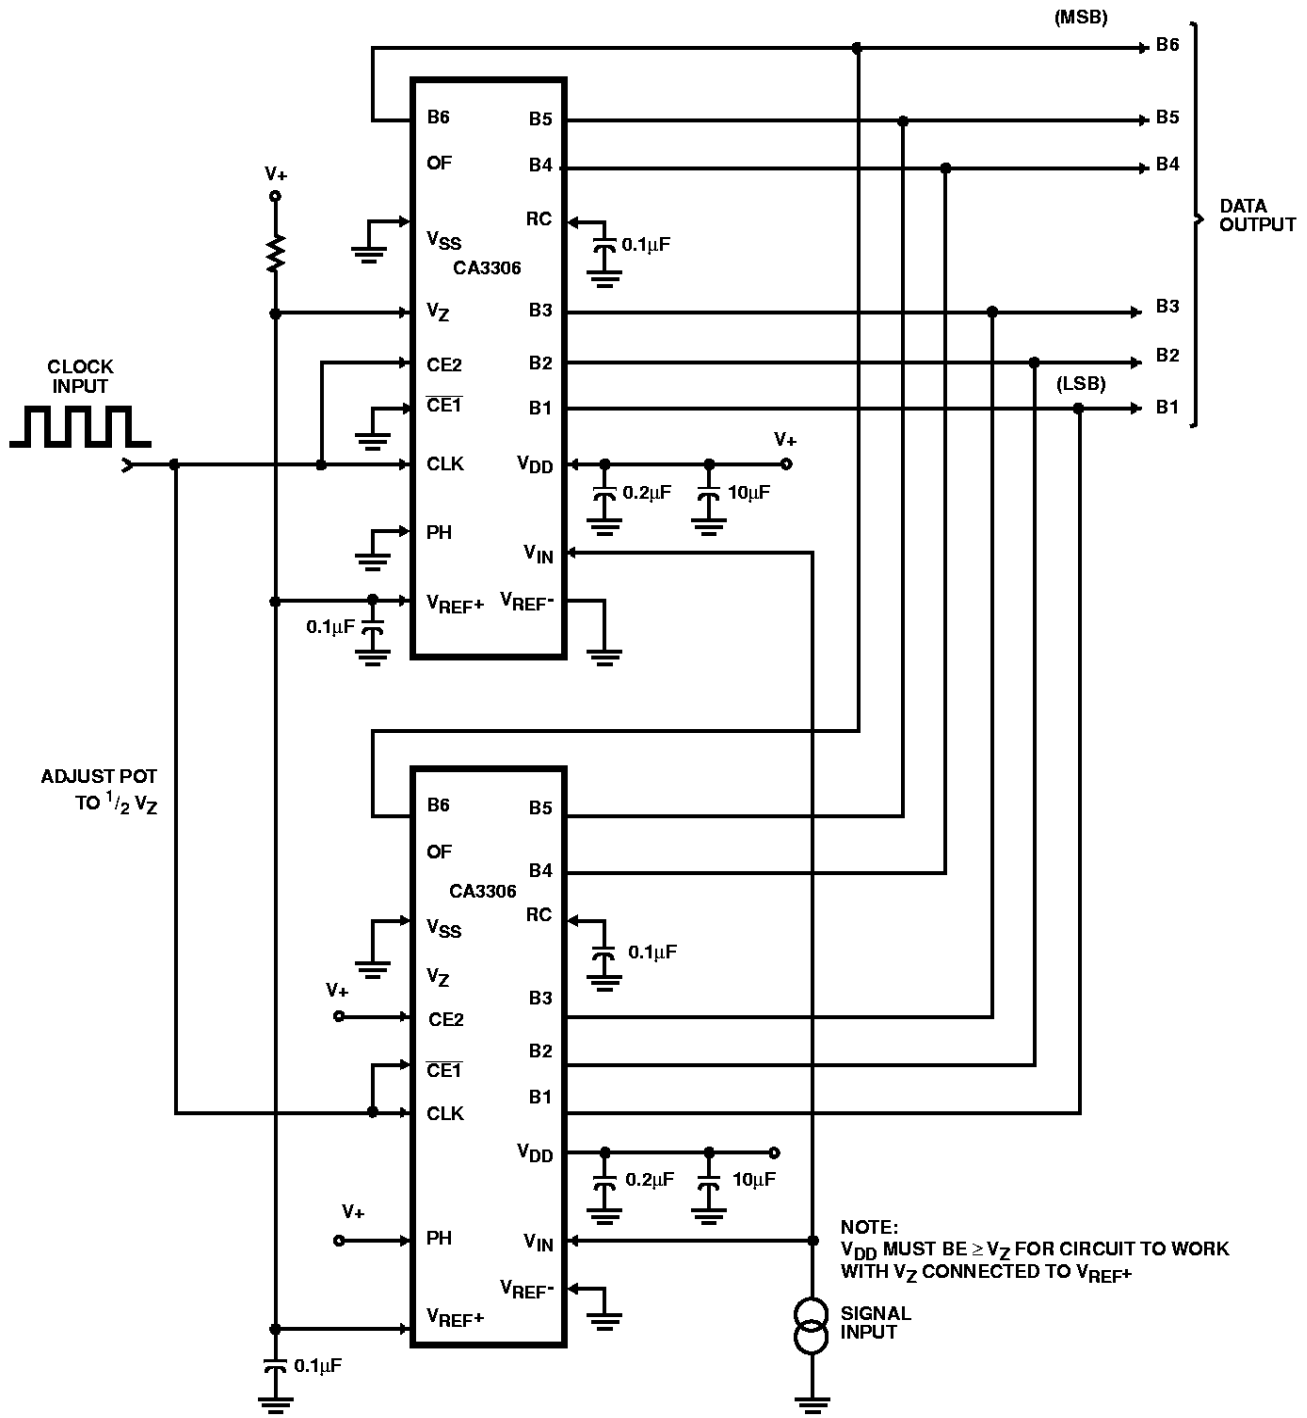 (MSB)
B6
B5
B4
B3
B2
(LSB)
B1
DATA
OUTPUT
V+
B6
OF
VSS
CA3306
VZ
CE2
CE1
CLK
PH
VREF+
B5
B4
RC
B3
B2
B1
VDD
VIN
VREF-
0.1µF
V+
0.2µF
10µF
0.1µF
CLOCK
INPUT
ADJUST POT
TO 1/2 VZ
B6
OF
CA3306
VSS
VZ
V+
CE2
CE1
CLK
V+
PH
VREF+
B5
B4
RC
B3
B2
B1
VDD
VIN
VREF-
0.1µF
0.2µF
10µF
0.1µF
NOTE:
VDD MUST BE ≥ VZ FOR CIRCUIT TO WORK
WITH VZ CONNECTED TO VREF+
SIGNAL
INPUT